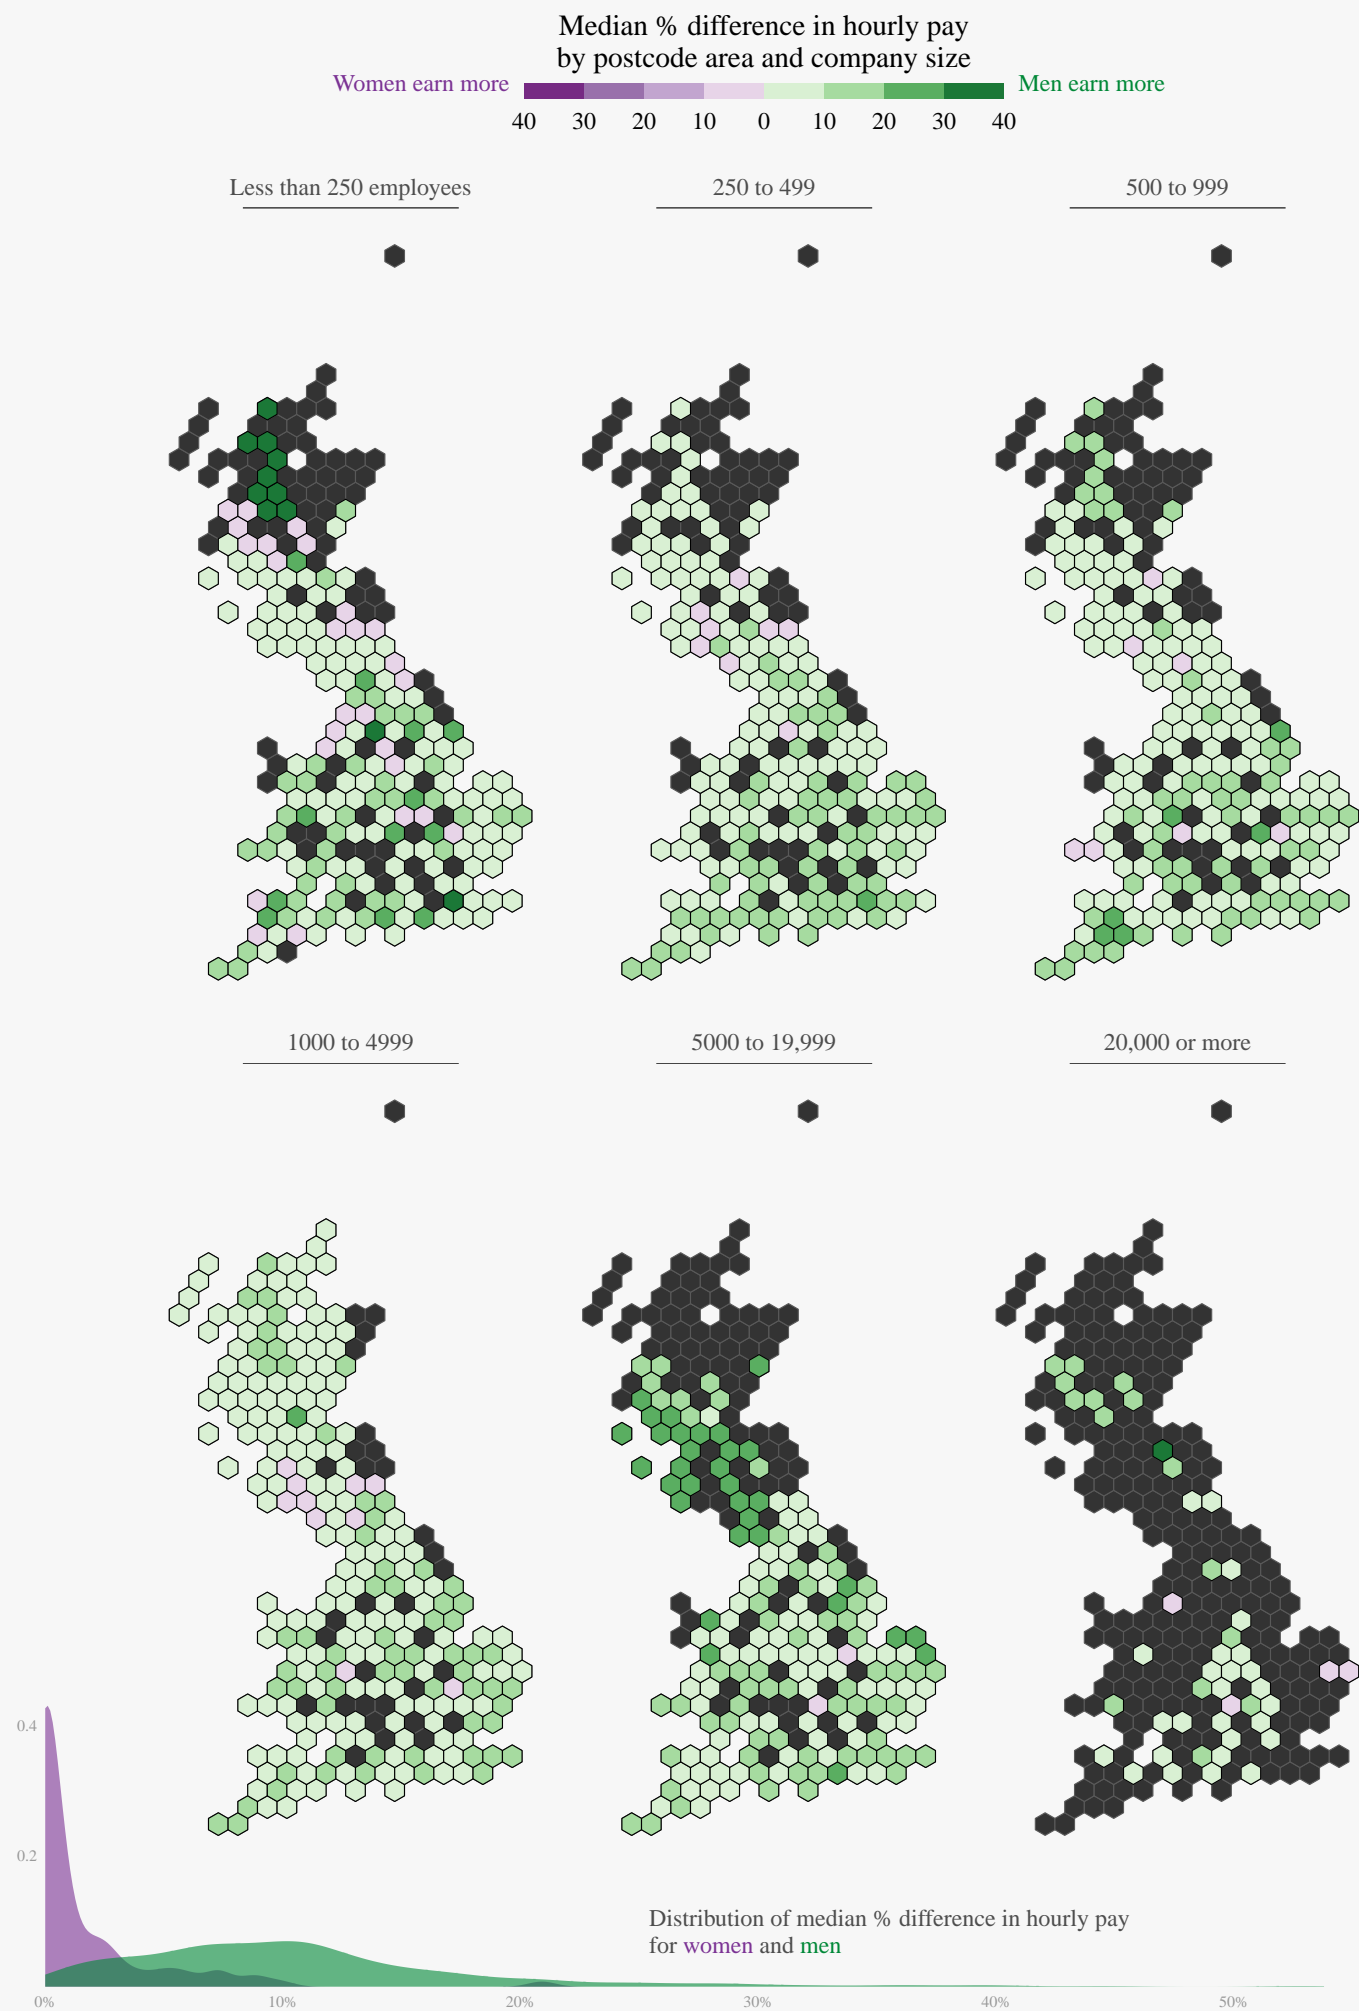 Median % difference in hourly pay
by postcode area and company size
Women earn more
Men earn more
40 30 20 10 0 10 20 30 40
Less than 250 employees
250 to 499
500 to 999
1000 to 4999
5000 to 19,999
20,000 or more
0.4
0.2
Distribution of median % difference in hourly pay
for women and men
0% 10% 20% 30% 40% 50%